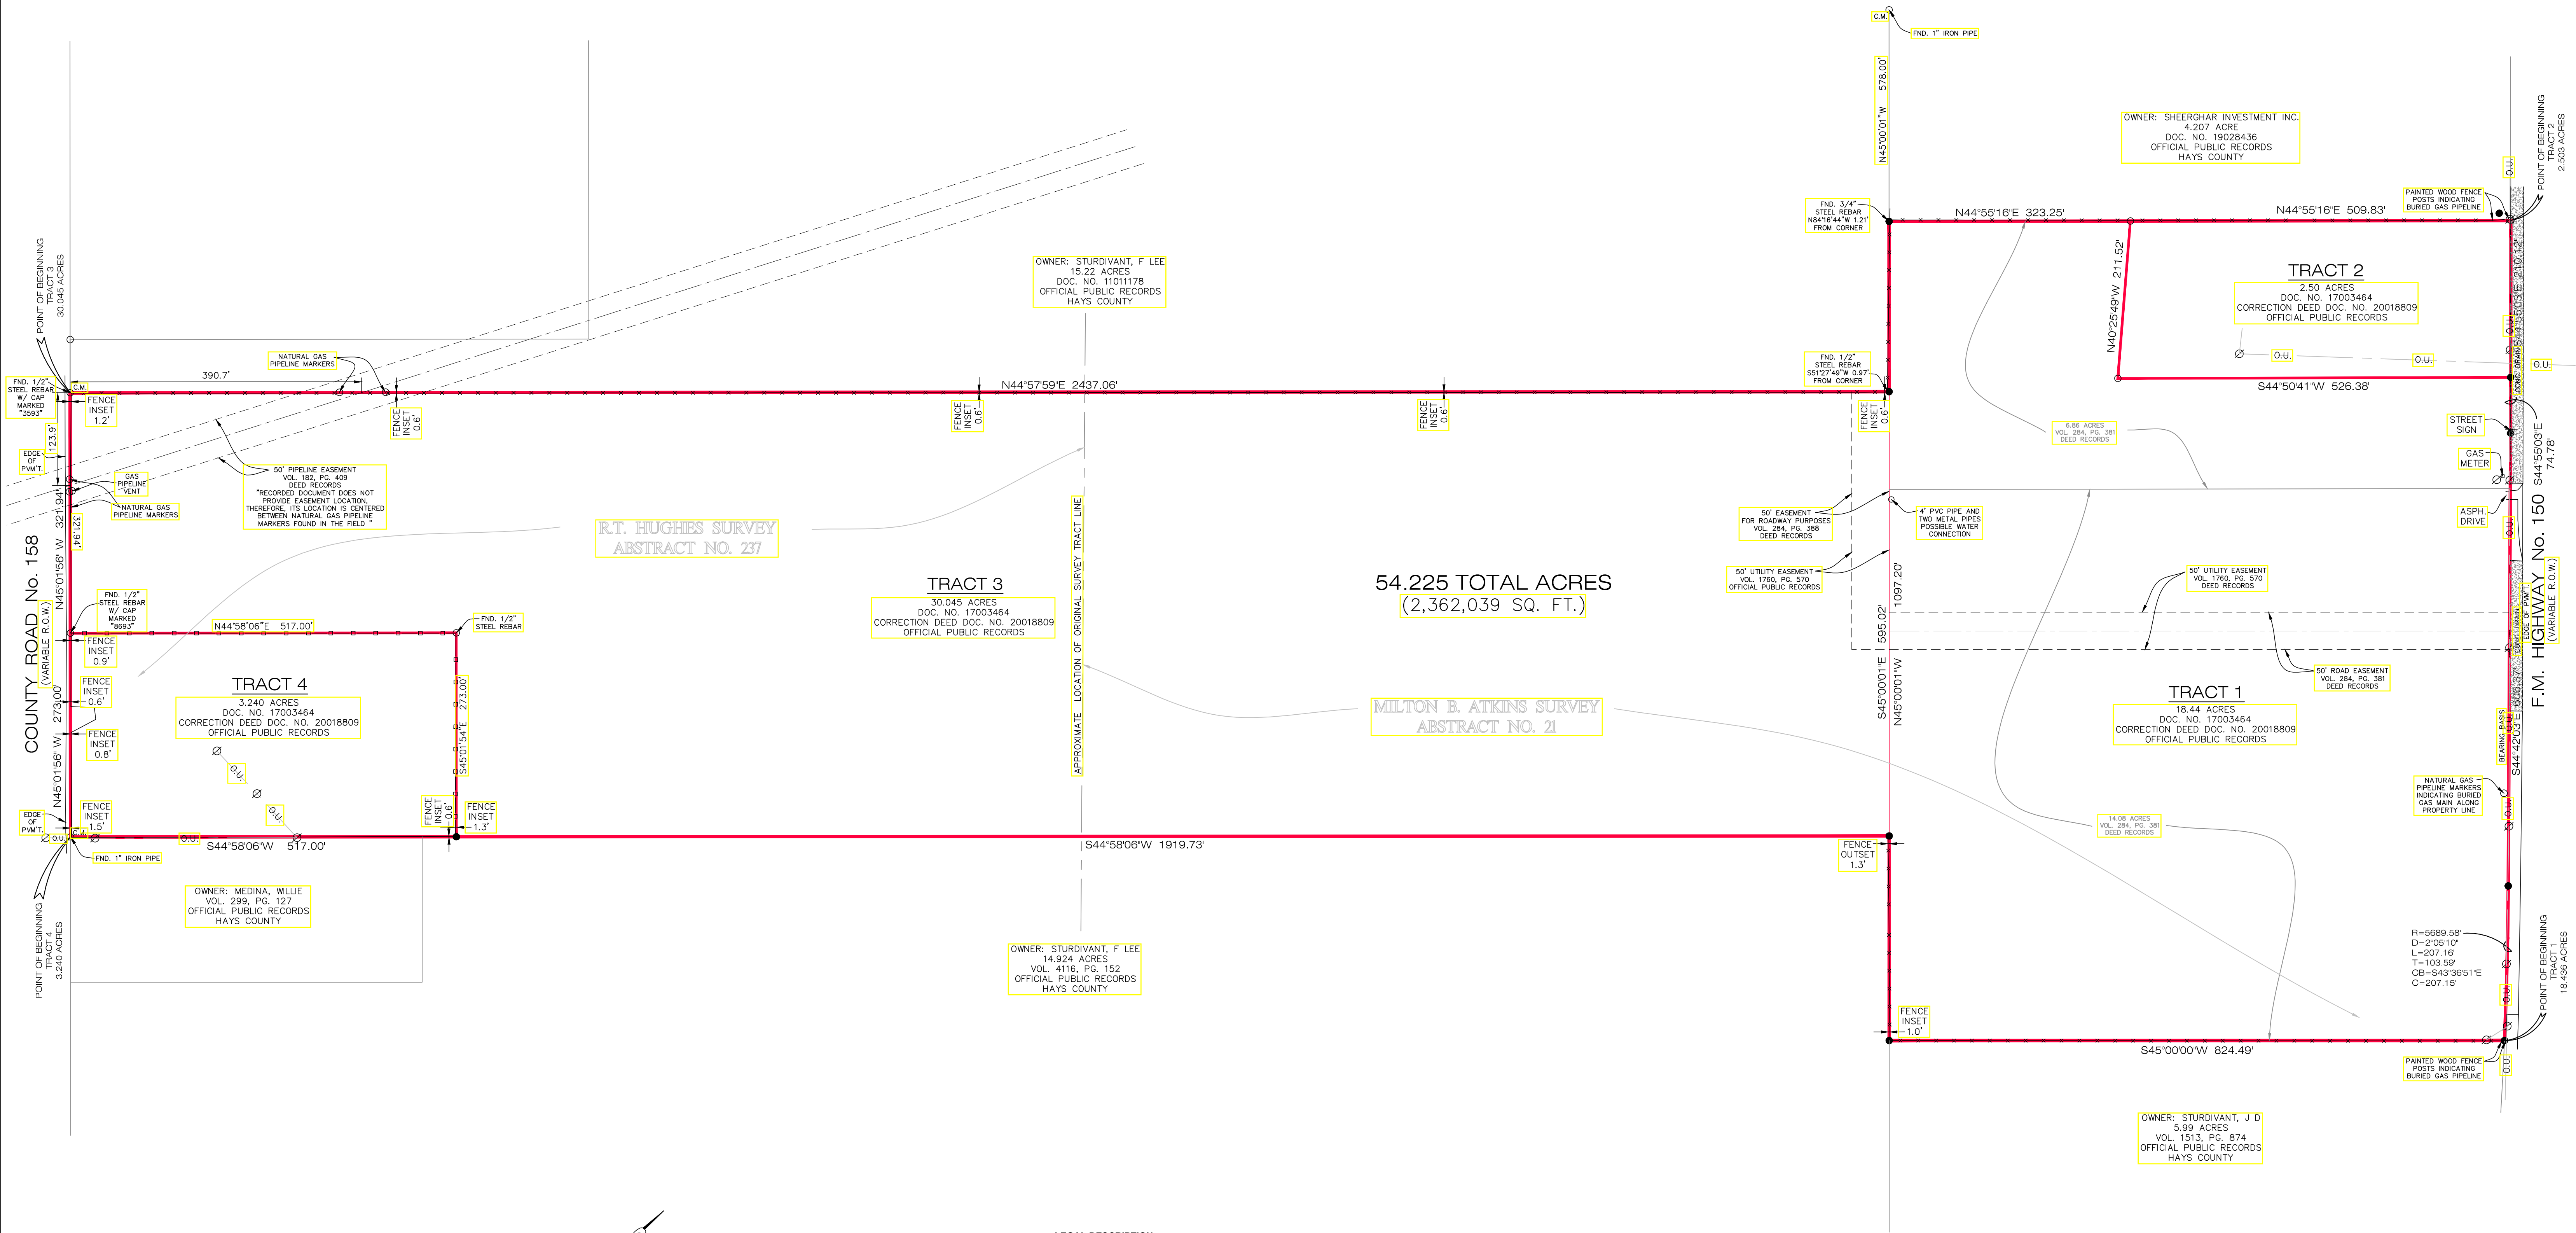 C.M.
FND. 1" IRON PIPE
N45°00'01"W 578.00'
OWNER: SHEERGHAR INVESTMENT INC.
4.207 ACRE
DOC. NO. 19028436
OFFICIAL PUBLIC RECORDS
HAYS COUNTY
O.U.
POINT OF BEGINNING
TRACT 2
2.503 ACRES
PAINTED WOOD FENCE
POSTS INDICATING
BURIED GAS PIPELINE
FND. 3/4"
STEEL REBAR
N84°16'44"W 1.21'
FROM CORNER
N44°55'16"E 323.25'
N44°55'16"E 509.83'
N40°25'49"W 211.52'
TRACT 2
2.50 ACRES
DOC. NO. 17003464
CORRECTION DEED DOC. NO. 20018809
OFFICIAL PUBLIC RECORDS
S44°55'03"E 210.12'
O.U.
O.U.
O.U.
O.U.
CONC. DRAIN
S44°50'41"W 526.38'
POINT OF BEGINNING
TRACT 3
30.045 ACRES
OWNER: STURDIVANT, F LEE
15.22 ACRES
DOC. NO. 11011178
OFFICIAL PUBLIC RECORDS
HAYS COUNTY
NATURAL GAS
PIPELINE MARKERS
390.7'
FND. 1/2"
STEEL REBAR
W/ CAP
MARKED
"3593"
C.M.
FENCE
INSET
1.2'
FENCE
INSET
0.6'
N44°57'59"E 2437.06'
FENCE
INSET
0.6'
FENCE
INSET
0.6'
FND. 1/2"
STEEL REBAR
S51°27'49"W 0.97'
FROM CORNER
FENCE
INSET
0.6'
123.9'
EDGE
OF
PVM'T.
GAS
PIPELINE
VENT
NATURAL GAS
PIPELINE MARKERS
50' PIPELINE EASEMENT
VOL. 182, PG. 409
DEED RECORDS
"RECORDED DOCUMENT DOES NOT
PROVIDE EASEMENT LOCATION,
THEREFORE, ITS LOCATION IS CENTERED
BETWEEN NATURAL GAS PIPELINE
MARKERS FOUND IN THE FIELD "
6.86 ACRES
VOL. 284, PG. 381
DEED RECORDS
STREET
SIGN
GAS
METER
S44°55'03"E
74.78'
ASPH.
DRIVE
O.U.
N45°01'56" W 321.94'
321.94'
R.T. HUGHES SURVEY
ABSTRACT NO. 237
APPROXIMATE LOCATION OF ORIGINAL SURVEY TRACT LINE
50' EASEMENT
FOR ROADWAY PURPOSES
VOL. 284, PG. 388
DEED RECORDS
4" PVC PIPE AND
TWO METAL PIPES
POSSIBLE WATER
CONNECTION
50' UTILITY EASEMENT
VOL. 1760, PG. 570
OFFICIAL PUBLIC RECORDS
50' UTILITY EASEMENT
VOL. 1760, PG. 570
DEED RECORDS
COUNTY ROAD No. 158
(VARIABLE R.O.W.)
F.M. HIGHWAY No. 150
(VARIABLE R.O.W.)
EDGE OF PVM'T.
CONC. DRAIN
FND. 1/2"
STEEL REBAR
W/ CAP
MARKED
"8693"
N44°58'06"E 517.00'
FND. 1/2"
STEEL REBAR
TRACT 3
30.045 ACRES
DOC. NO. 17003464
CORRECTION DEED DOC. NO. 20018809
OFFICIAL PUBLIC RECORDS
54.225 TOTAL ACRES
(2,362,039 SQ. FT.)
S45°00'01"E 595.02'
N45°00'01"W 1097.20'
FENCE
INSET
0.9'
FENCE
INSET
0.6'
FENCE
INSET
0.8'
TRACT 4
3.240 ACRES
DOC. NO. 17003464
CORRECTION DEED DOC. NO. 20018809
OFFICIAL PUBLIC RECORDS
S45°01'54"E 273.00'
N45°01'56" W 273.00'
MILTON B. ATKINS SURVEY
ABSTRACT NO. 21
50' ROAD EASEMENT
VOL. 284, PG. 381
DEED RECORDS
TRACT 1
18.44 ACRES
DOC. NO. 17003464
CORRECTION DEED DOC. NO. 20018809
OFFICIAL PUBLIC RECORDS
BEARING BASIS
S44°42'03"E 606.37'
O.U.
NATURAL GAS
PIPELINE MARKERS
INDICATING BURIED
GAS MAIN ALONG
PROPERTY LINE
O.U.
14.08 ACRES
VOL. 284, PG. 381
DEED RECORDS
O.U.
O.U.
EDGE
OF
PVM'T.
FENCE
INSET
1.5'
C.M.
O.U.
O.U.
FENCE
INSET
0.6'
FENCE
INSET
1.3'
S44°58'06"W 517.00'
S44°58'06"W 1919.73'
FENCE
OUTSET
1.3'
FND. 1" IRON PIPE
POINT OF BEGINNING
TRACT 4
3.240 ACRES
OWNER: MEDINA, WILLIE
VOL. 299, PG. 127
OFFICIAL PUBLIC RECORDS
HAYS COUNTY
OWNER: STURDIVANT, F LEE
14.924 ACRES
VOL. 4116, PG. 152
OFFICIAL PUBLIC RECORDS
HAYS COUNTY
R=5689.58'
D=2°05'10"
L=207.16'
T=103.59'
CB=S43°36'51"E
C=207.15'
O.U.
POINT OF BEGINNING
TRACT 1
18.436 ACRES
FENCE
INSET
1.0'
S45°00'00"W 824.49'
PAINTED WOOD FENCE
POSTS INDICATING
BURIED GAS PIPELINE
O.U.
OWNER: STURDIVANT, J D
5.99 ACRES
VOL. 1513, PG. 874
OFFICIAL PUBLIC RECORDS
HAYS COUNTY